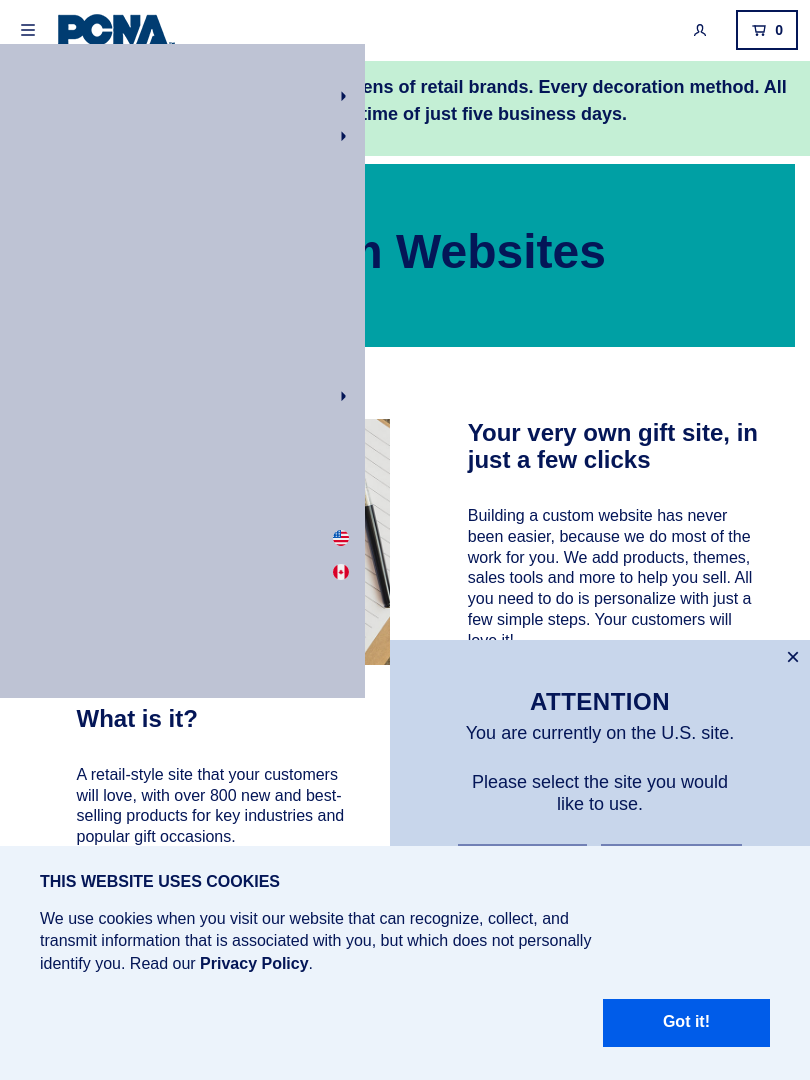 PCNA
0
ens of retail brands. Every decoration method. All
time of just five business days.
Websites
Your very own gift site, in
just a few clicks
Building a custom website has never
been easier, because we do most of the
work for you. We add products, themes,
sales tools and more to help you sell. All
you need to do is personalize with just a
few simple steps. Your customers will
love it!
ATTENTION
You are currently on the U.S. site.
Please select the site you would
like to use.
What is it?
A retail-style site that your customers
will love, with over 800 new and best-
selling products for key industries and
popular gift occasions.
THIS WEBSITE USES COOKIES
We use cookies when you visit our website that can recognize, collect, and
transmit information that is associated with you, but which does not personally
identify you. Read our Privacy Policy.
Got it!